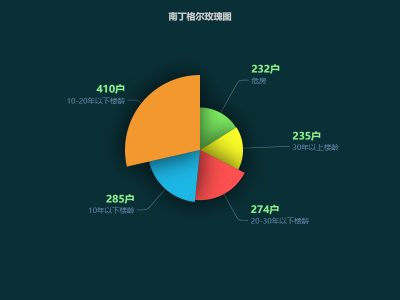 南丁格尔玫瑰图
232户
危房
235户
30年以上楼龄
274户
20-30年以下楼龄
285户
10年以下楼龄
410户
10-20年以下楼龄